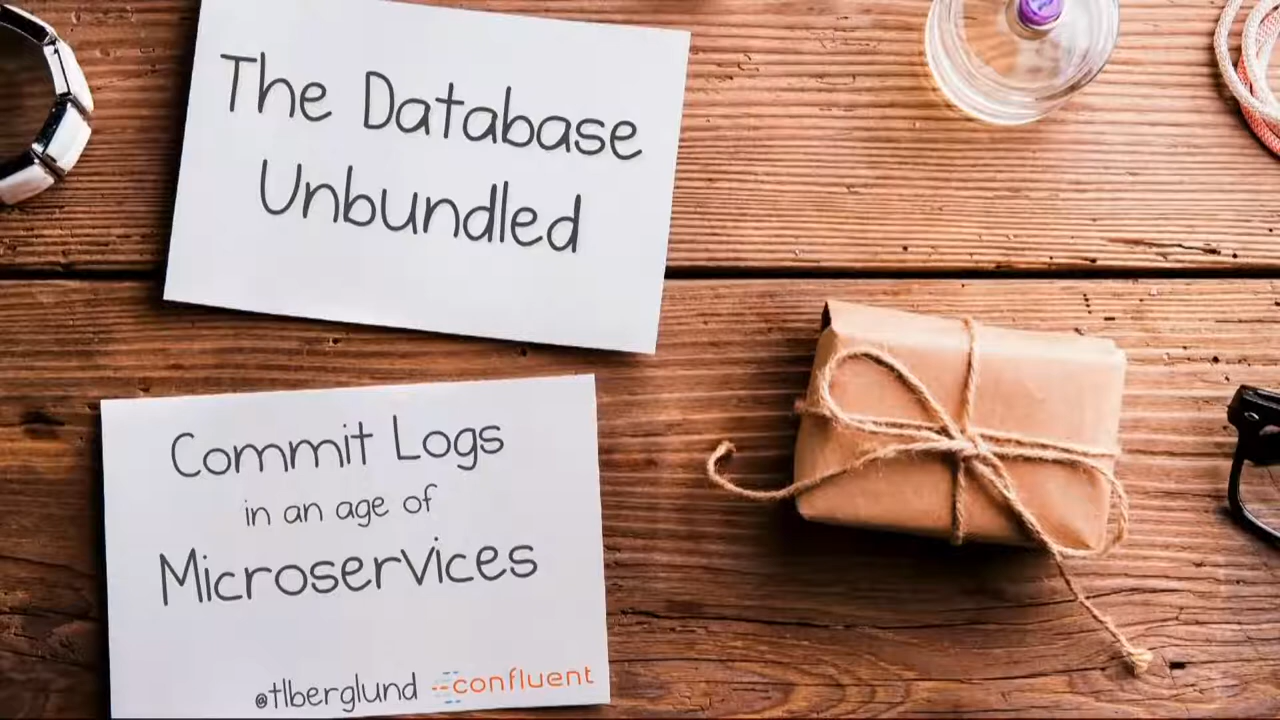 The Database
Unbundled
Commit Logs
in an age of
Microservices
@tlberglund confluent